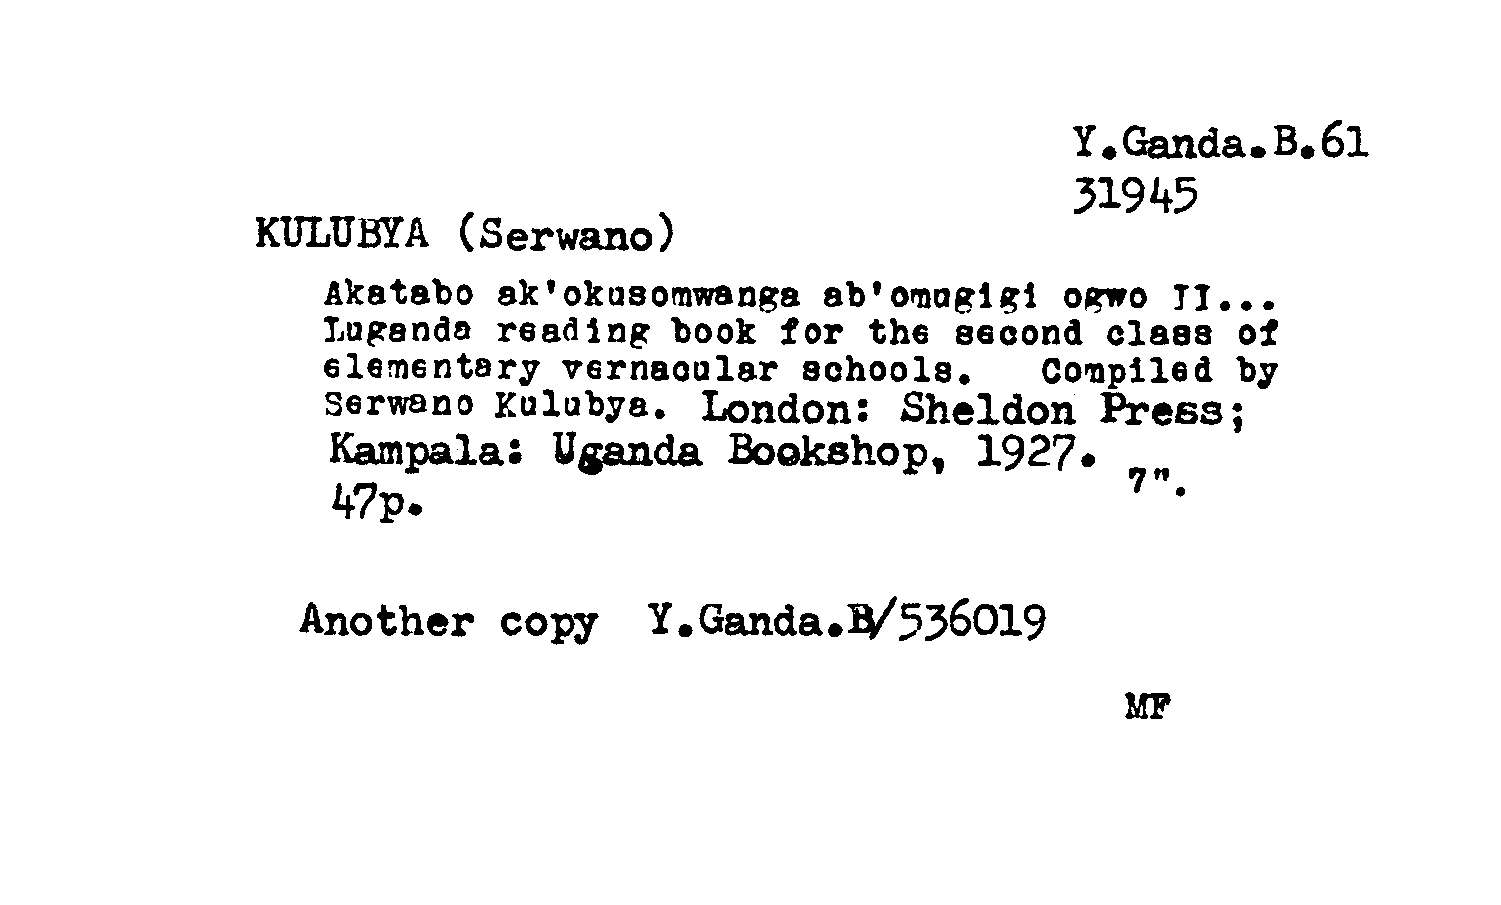 Y.Ganda.B.61
31945
KULUBYA (Serwano)
Akatabo ak'okusomwanga ab'omugigi ogwo II...
Luganda reading book for the second class of
elementary vernacular schools. Compiled by
Serwano Kulubya. London: Sheldon Press;
Kampala: Uganda Bookshop, 1927.
47p. 7".
Another copy Y.Ganda.B/536019
MF